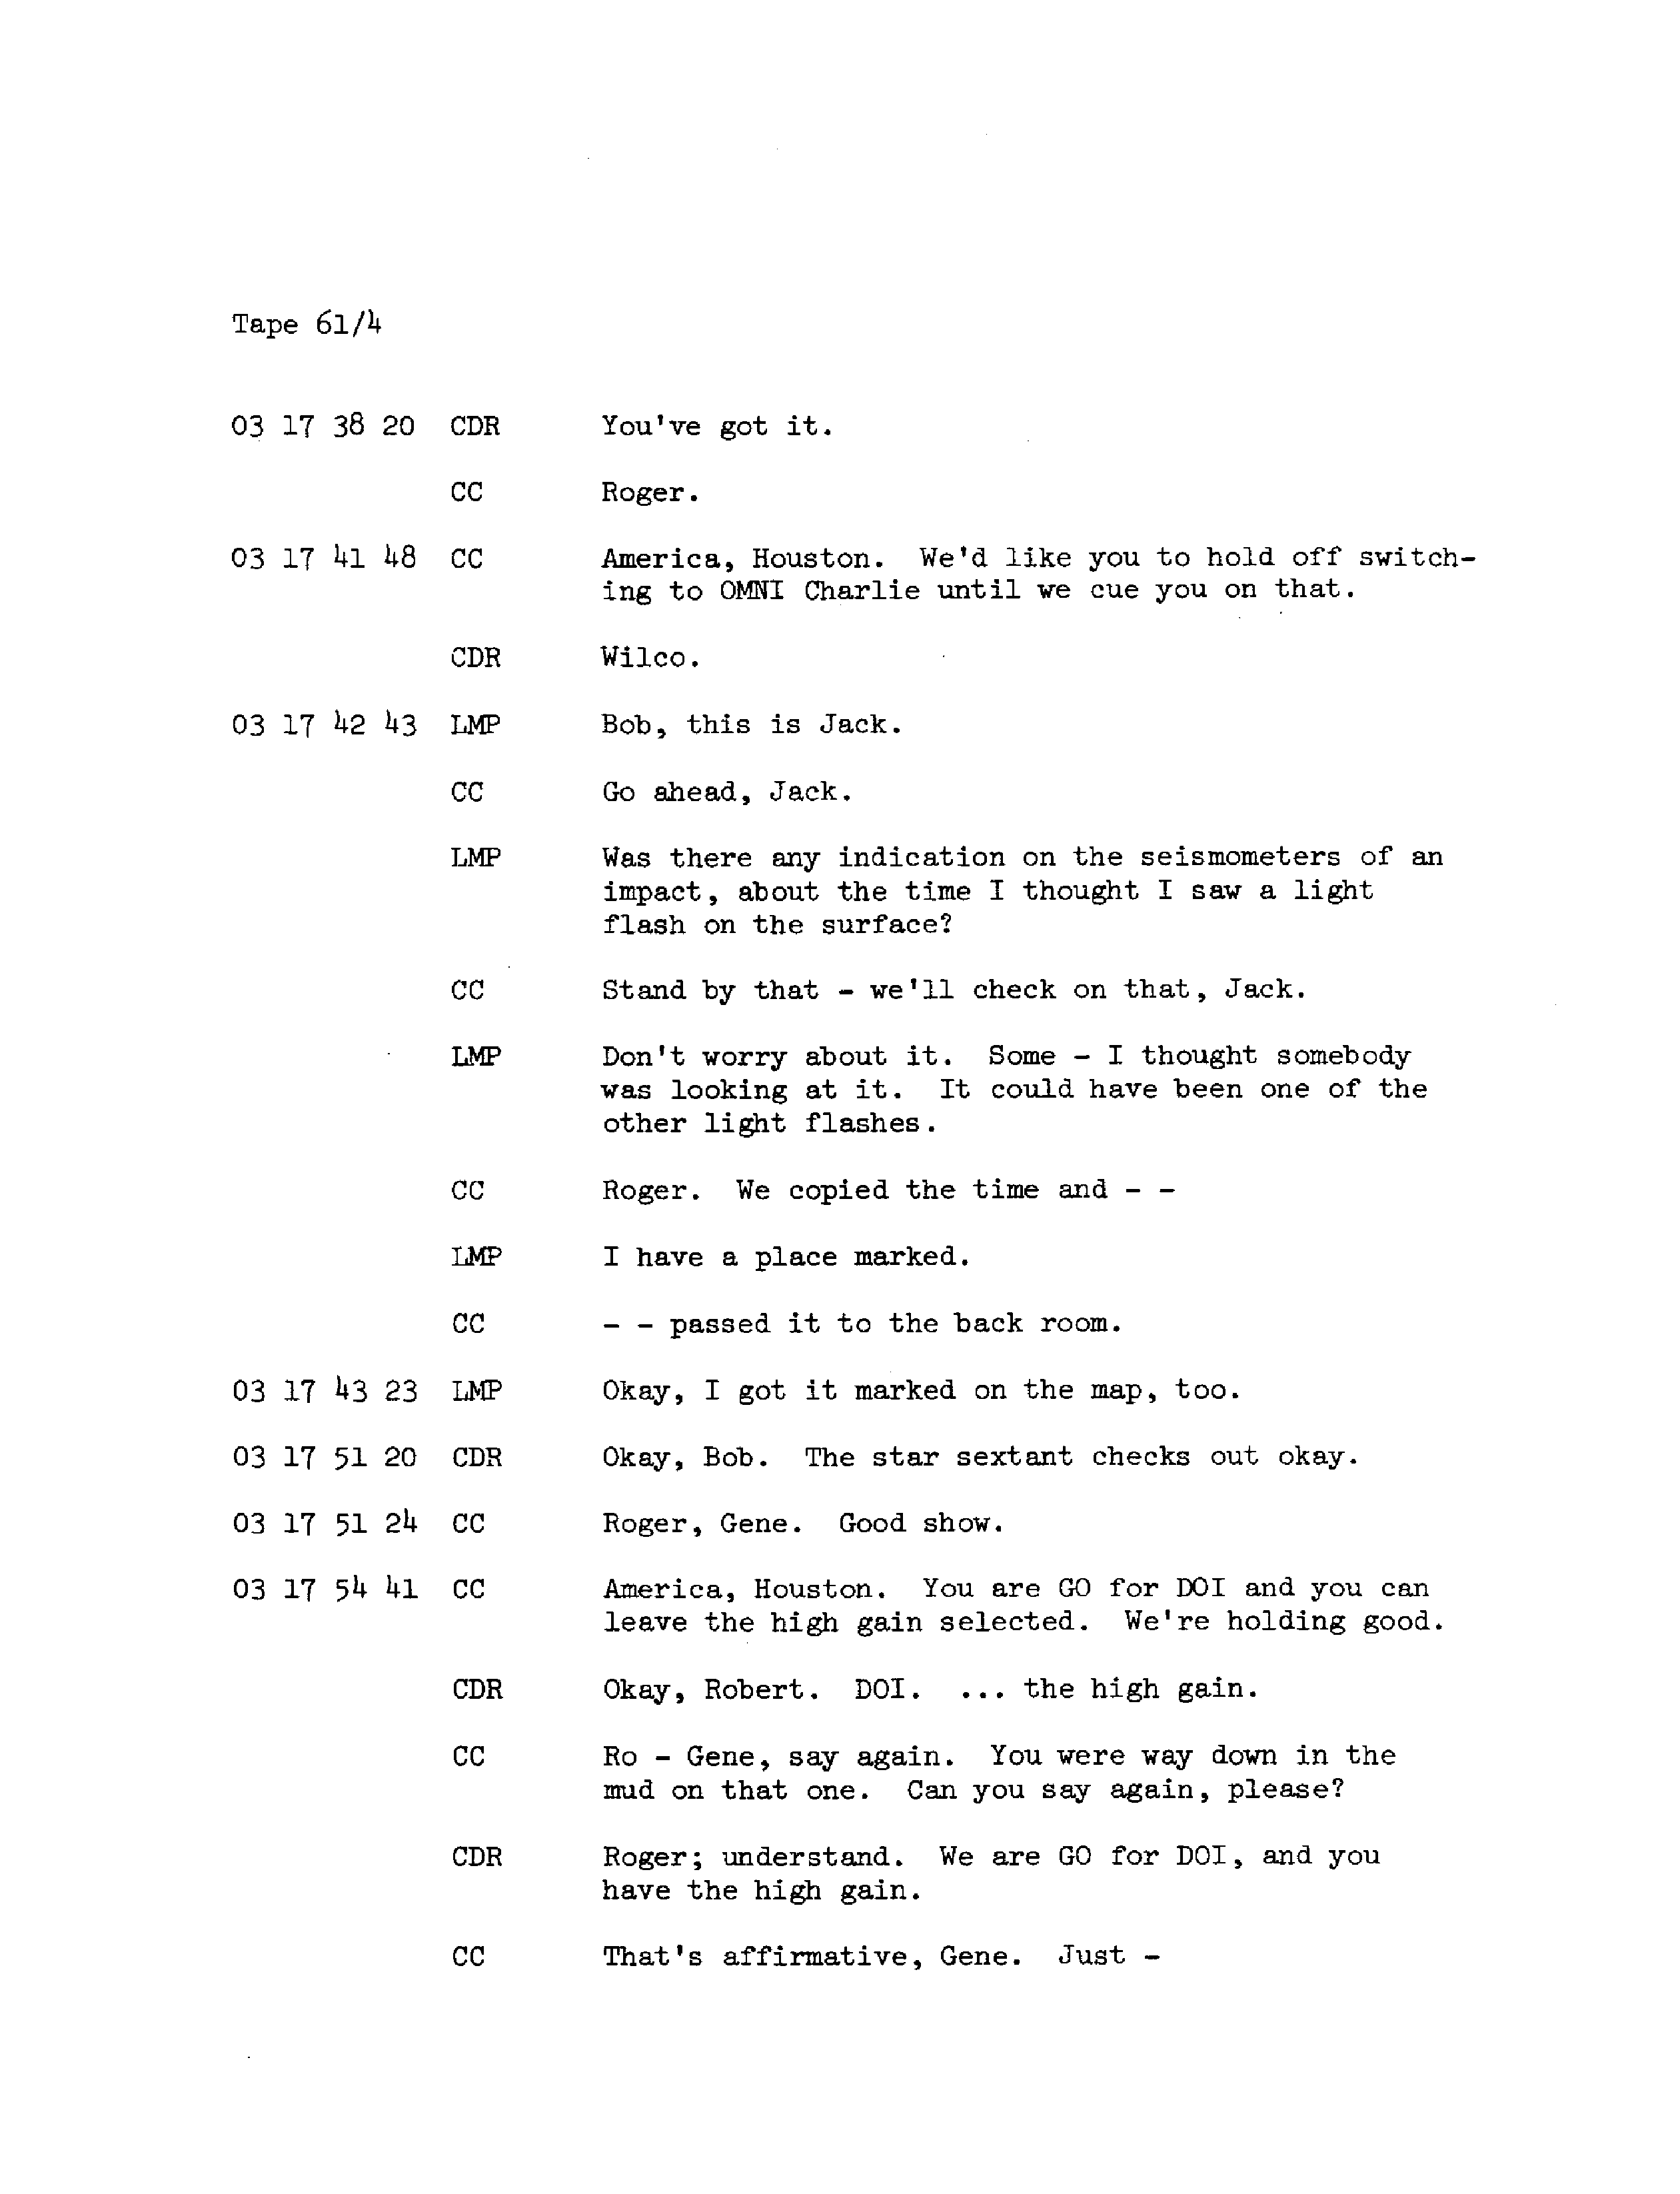 Tape 61/4
03 17 38 20 CDR You've got it.
CC Roger.
03 17 41 48 CC America, Houston. We'd like you to hold off switch-
ing to OMNI Charlie until we cue you on that.
CDR Wilco.
03 17 42 43 LMP Bob, this is Jack.
CC Go ahead, Jack.
LMP Was there any indication on the seismometers of an
impact, about the time I thought I saw a light
flash on the surface?
CC Stand by that - we'll check on that, Jack.
LMP Don't worry about it. Some - I thought somebody
was looking at it. It could have been one of the
other light flashes.
CC Roger. We copied the time and - -
LMP I have a place marked.
CC - - passed it to the back room.
03 17 43 23 LMP Okay, I got it marked on the map, too.
03 17 51 20 CDR Okay, Bob. The star sextant checks out okay.
03 17 51 24 CC Roger, Gene. Good show.
03 17 54 41 CC America, Houston. You are GO for DOI and you can
leave the high gain selected. We're holding good.
CDR Okay, Robert. DOI. ... the high gain.
CC Ro - Gene, say again. You were way down in the
mud on that one. Can you say again, please?
CDR Roger; understand. We are GO for DOI, and you
have the high gain.
CC That's affirmative, Gene. Just -